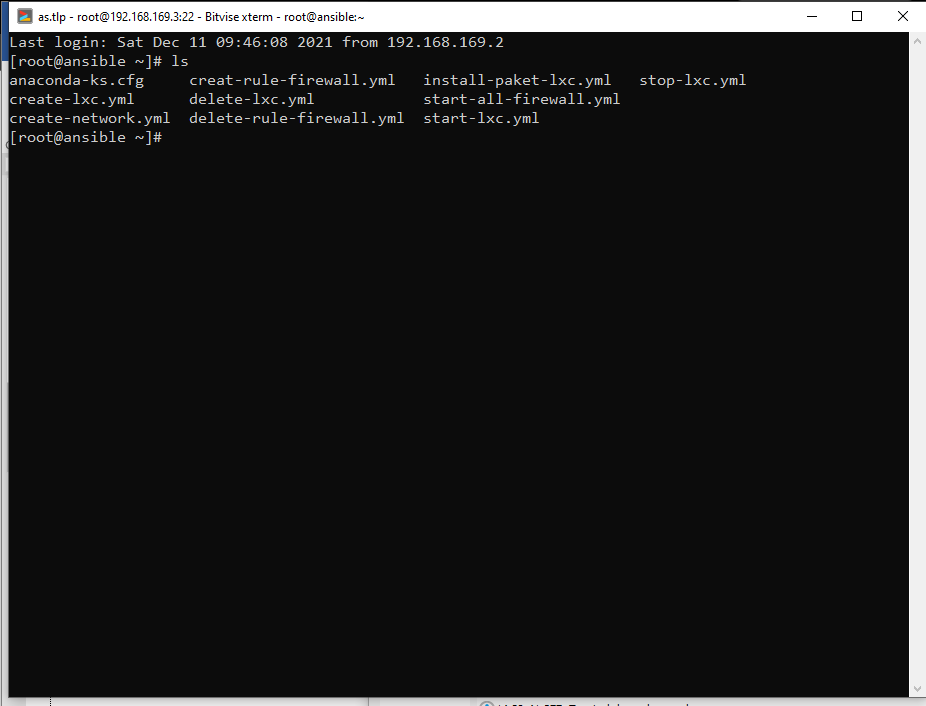 as.tlp - root@192.168.169.3:22 - Bitvise xterm - root@ansible:~
Last login: Sat Dec 11 09:46:08 2021 from 192.168.169.2
[root@ansible ~]# ls
anaconda-ks.cfg     creat-rule-firewall.yml   install-paket-lxc.yml   stop-lxc.yml
create-lxc.yml      delete-lxc.yml            start-all-firewall.yml
create-network.yml  delete-rule-firewall.yml  start-lxc.yml
[root@ansible ~]#